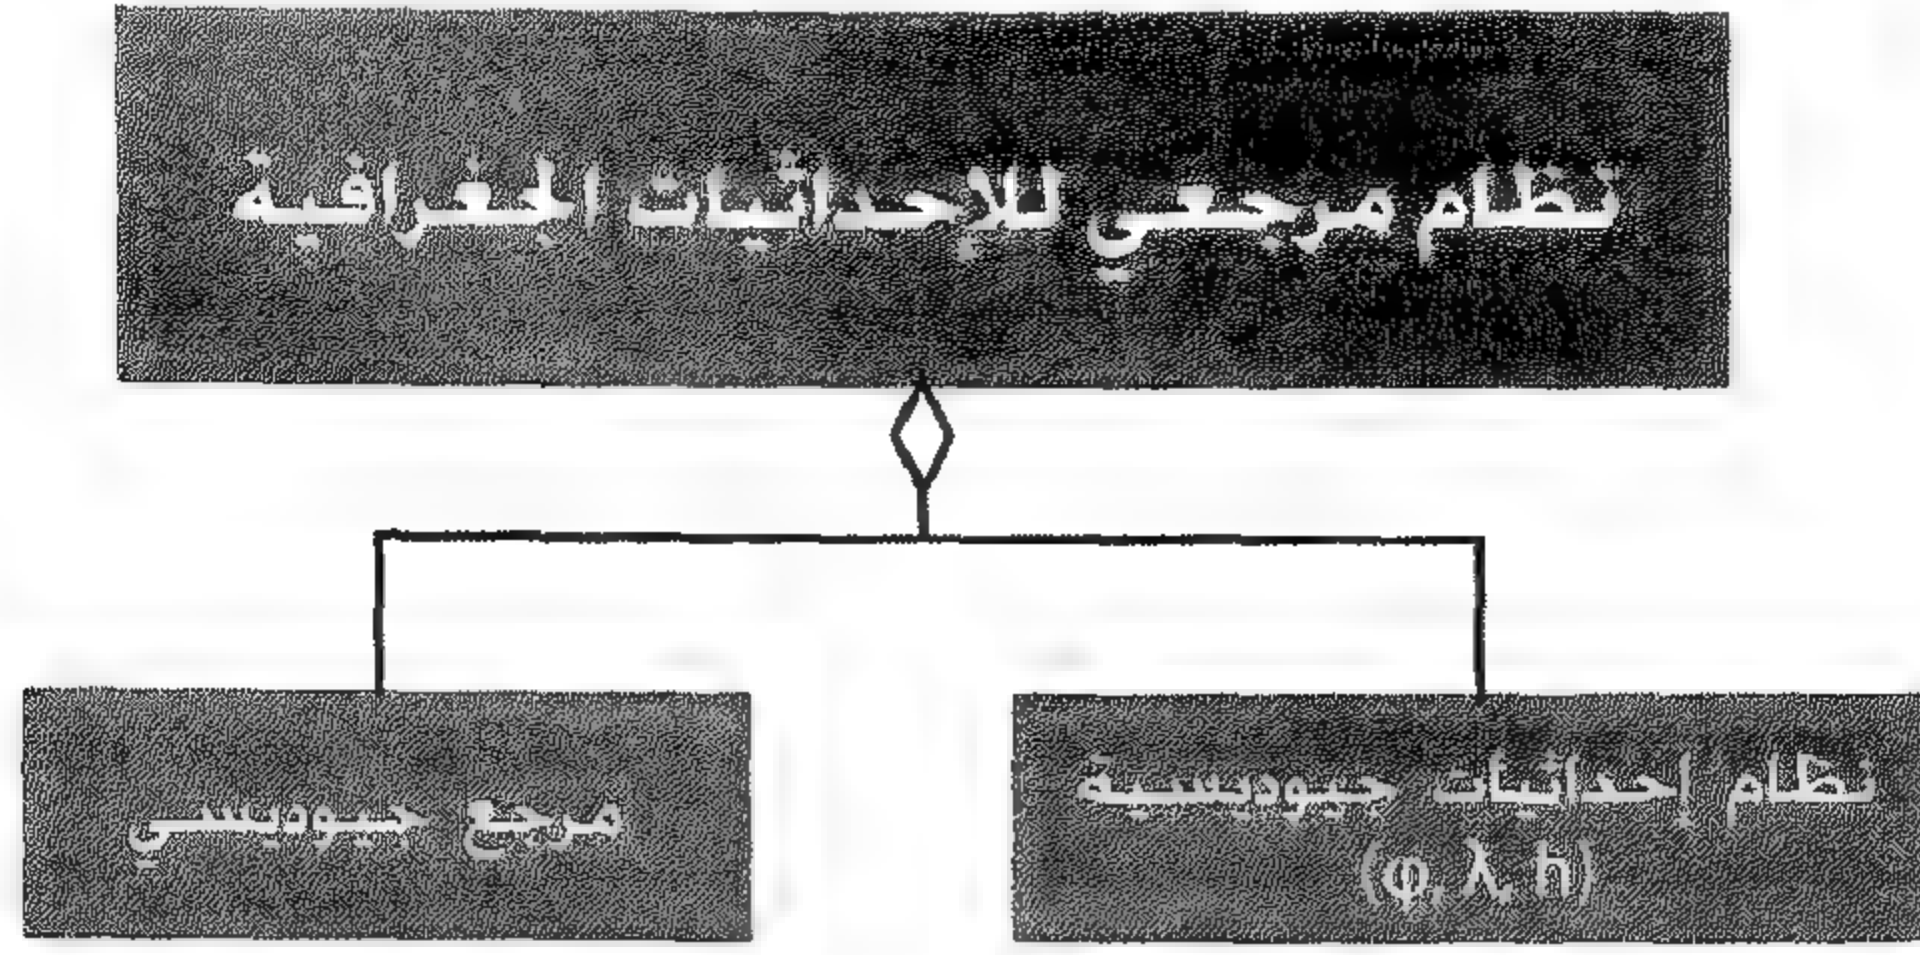 نظام مرجعي للإحداثيات الجغرافية
نظام إحداثيات جيوديسية
(φ, λ, h)
مرجع جيوديسي